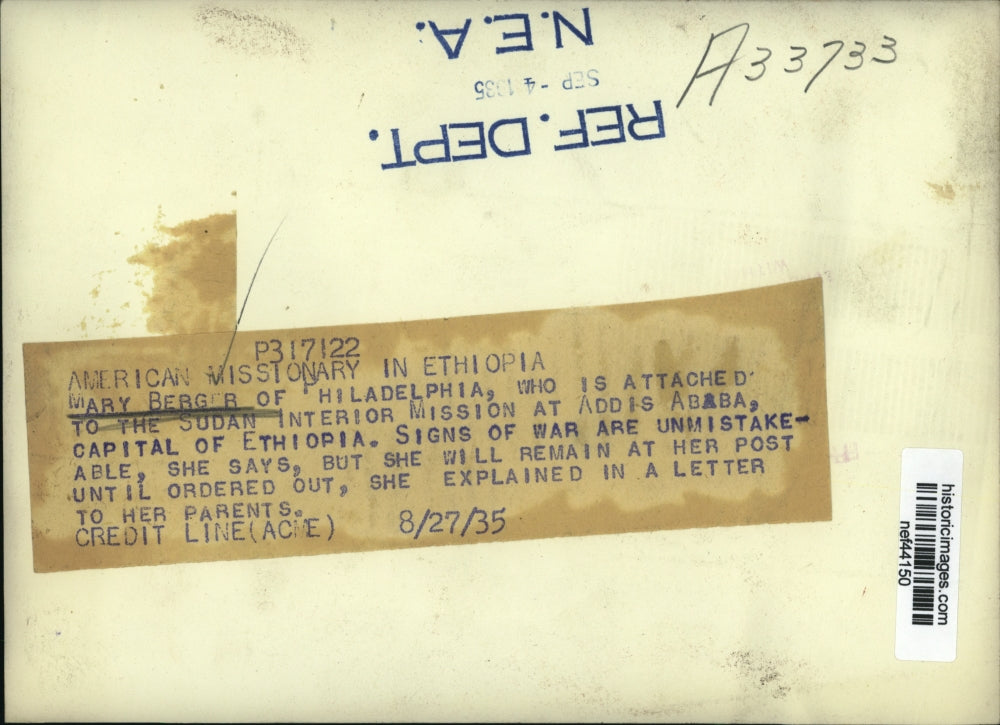 N.E.A.
SEP - 4 1935
REF. DEPT.
A33733
P317122
AMERICAN MISSIONARY IN ETHIOPIA
MARY BERGER OF PHILADELPHIA, WHO IS ATTACHED
TO THE SUDAN INTERIOR MISSION AT ADDIS ABABA,
CAPITAL OF ETHIOPIA. SIGNS OF WAR ARE UNMISTAKE-
ABLE, SHE SAYS, BUT SHE WILL REMAIN AT HER POST
UNTIL ORDERED OUT, SHE EXPLAINED IN A LETTER
TO HER PARENTS.
CREDIT LINE(ACME) 8/27/35
historicimages.com
nef44150